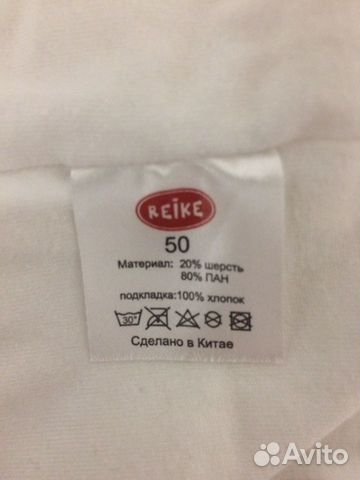 REIKE
50
Материал: 20% шерсть
80% ПАН
подкладка:100% хлопок
30°
Сделано в Китае
Avito